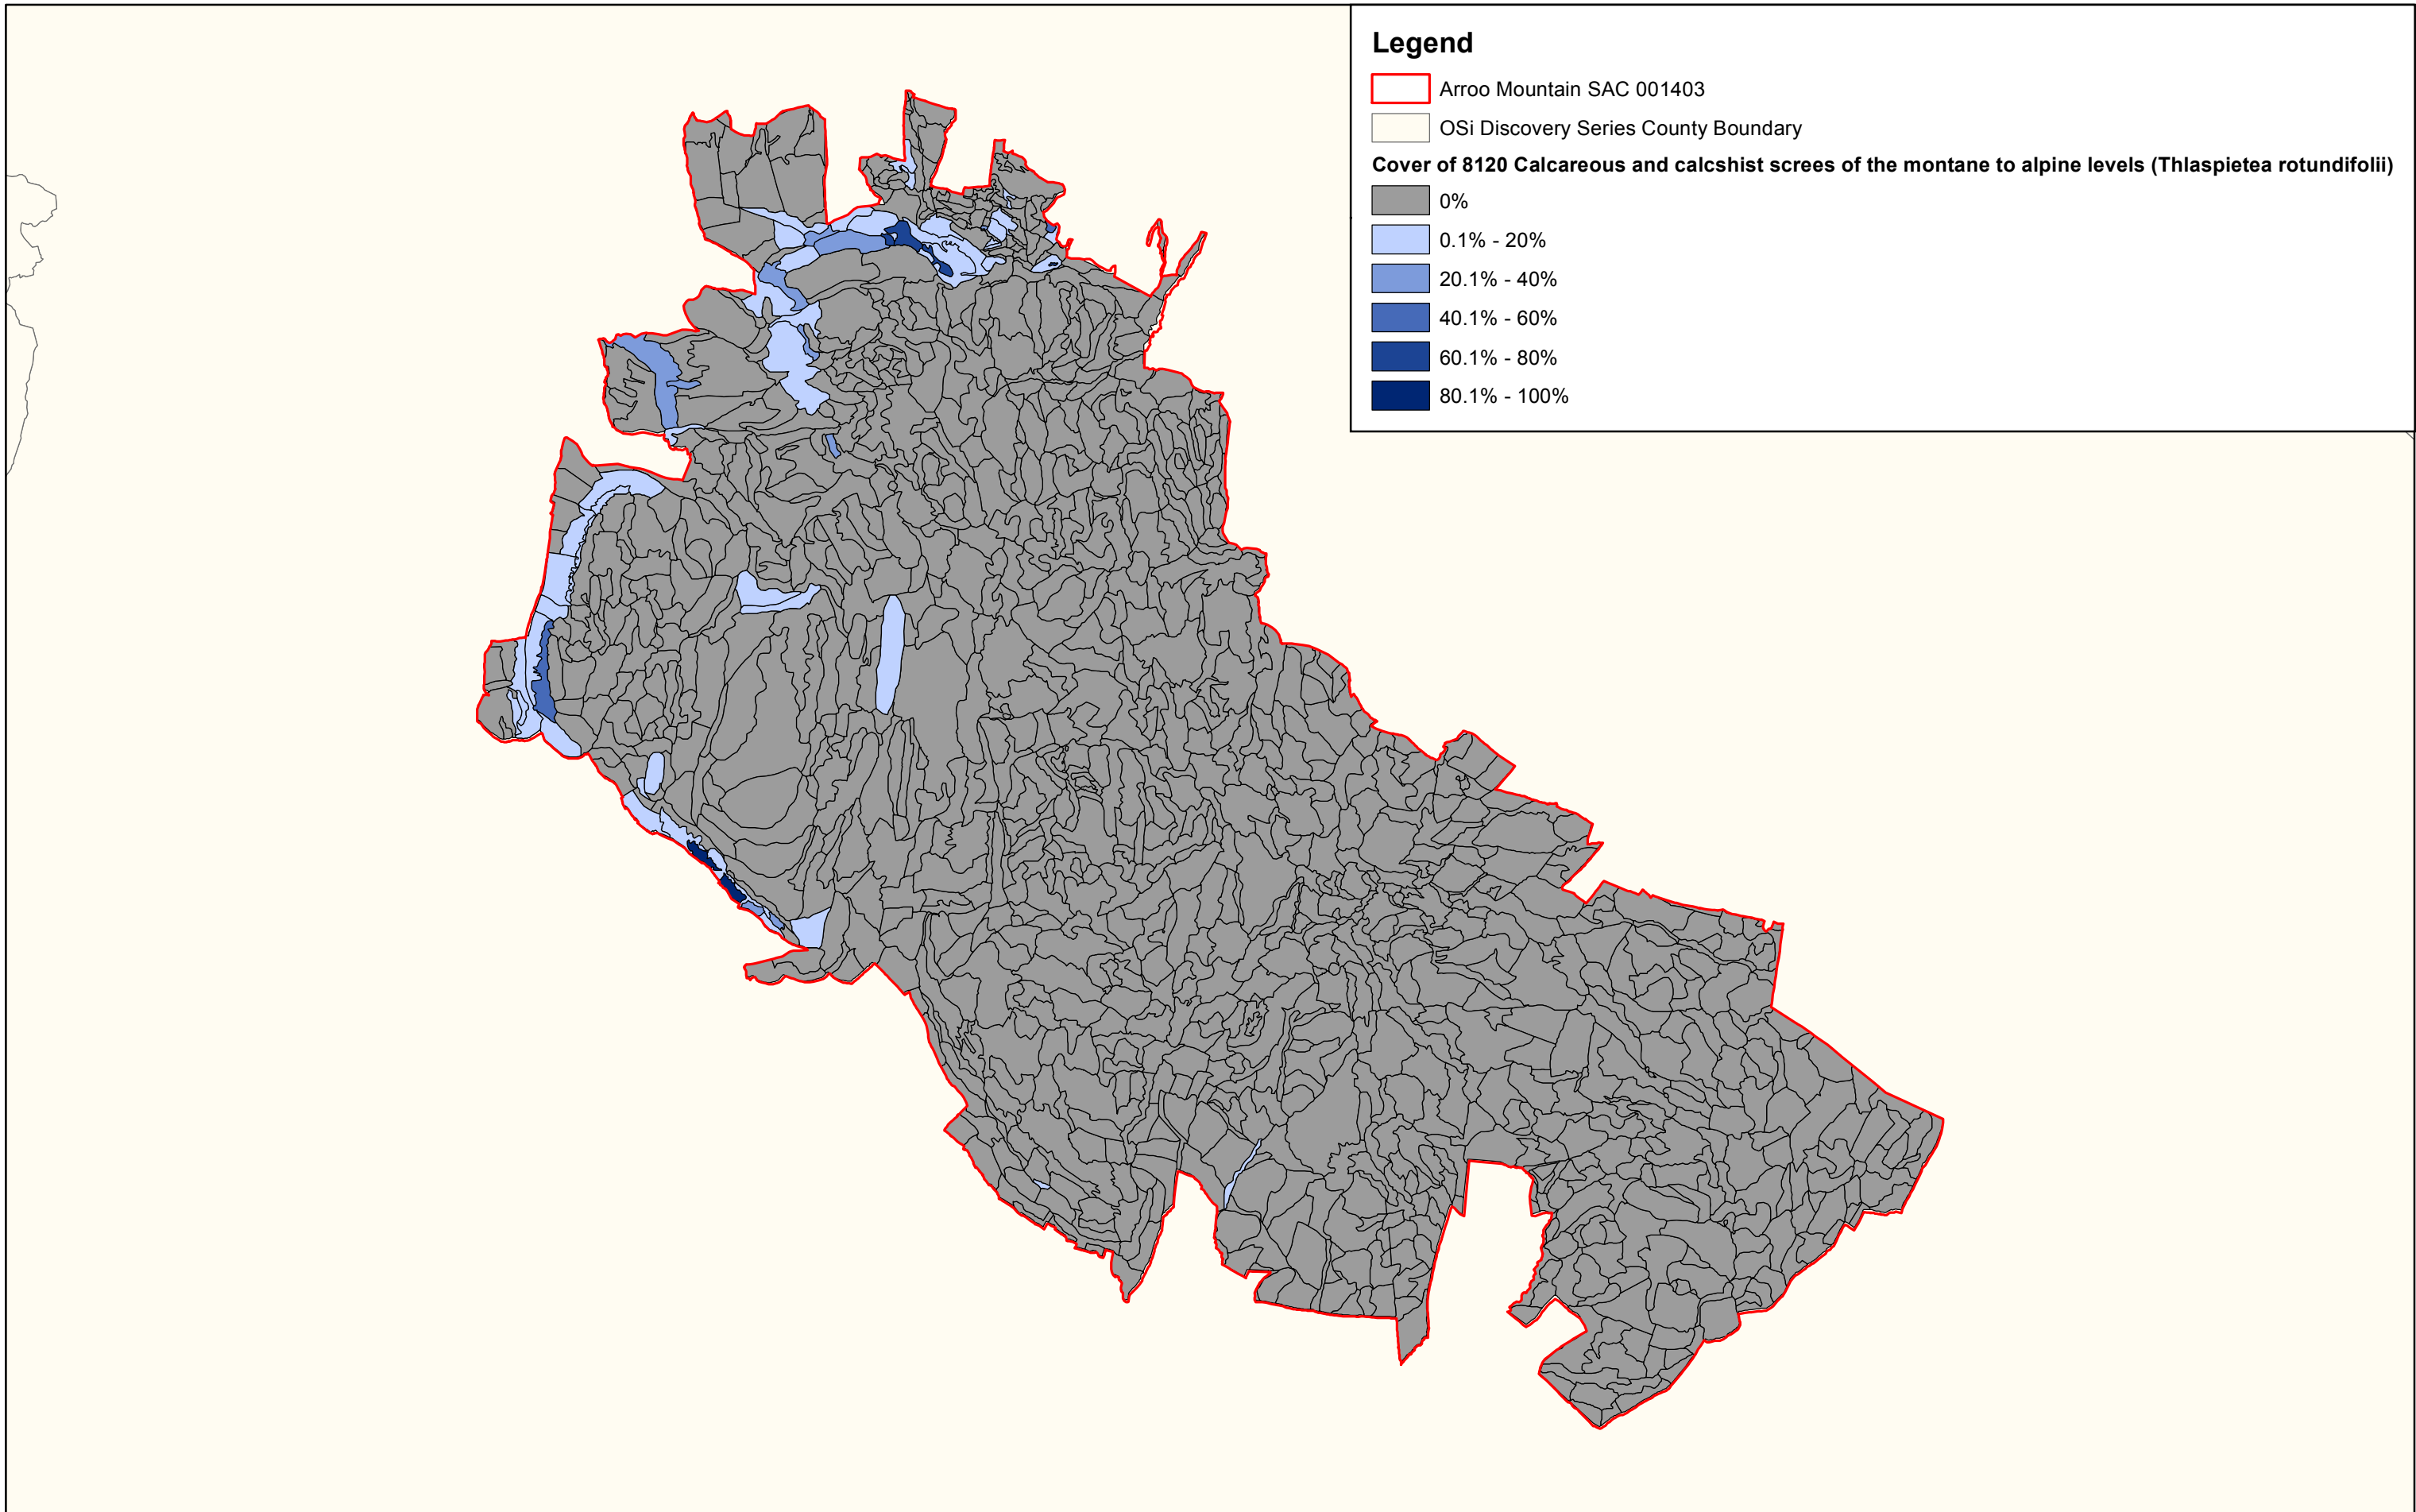 Legend
Arroo Mountain SAC 001403
OSi Discovery Series County Boundary
Cover of 8120 Calcareous and calcshist screes of the montane to alpine levels (Thlaspietea rotundifolii)
0%
0.1% - 20%
20.1% - 40%
40.1% - 60%
60.1% - 80%
80.1% - 100%